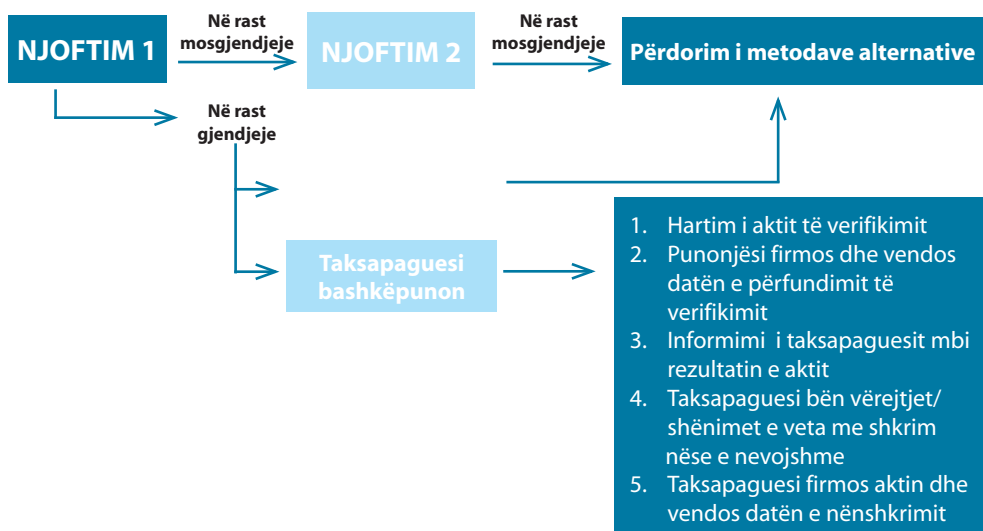 NJOFTIM 1
Në rast
mosgjendjeje
NJOFTIM 2
Në rast
mosgjendjeje
Përdorim i metodave alternative
Në rast
gjendjeje
Taksapaguesi
bashkëpunon
1. Hartim i aktit të verifikimit
2. Punonjësi firmos dhe vendos
datën e përfundimit të
verifikimit
3. Informimi i taksapaguesit mbi
rezultatin e aktit
4. Taksapaguesi bën vërejtjet/
shënimet e veta me shkrim
nëse e nevojshme
5. Taksapaguesi firmos aktin dhe
vendos datën e nënshkrimit